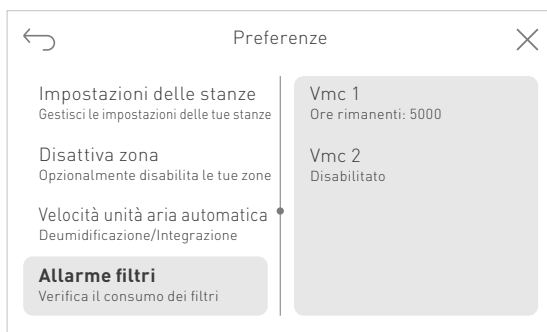 Preferenze
Impostazioni delle stanze
Gestisci le impostazioni delle tue stanze
Disattiva zona
Opzionalmente disabilita le tue zone
Velocità unità aria automatica
Deumidificazione/Integrazione
Allarme filtri
Verifica il consumo dei filtri
Vmc 1
Ore rimanenti: 5000
Vmc 2
Disabilitato